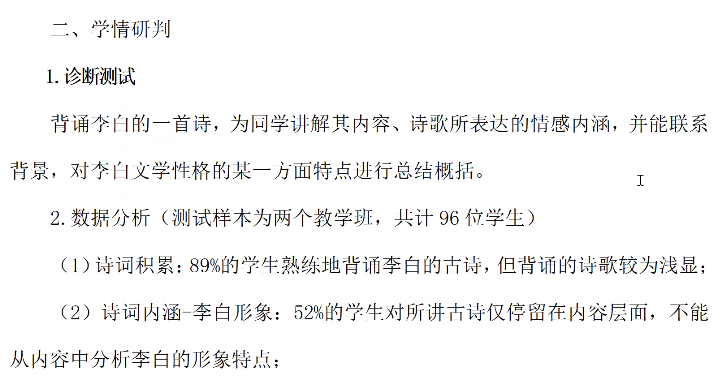 二、学情研判
1.诊断测试
背诵李白的一首诗，为同学讲解其内容、诗歌所表达的情感内涵，并能联系
背景，对李白文学性格的某一方面特点进行总结概括。
2.数据分析（测试样本为两个教学班，共计 96 位学生）
（1）诗词积累：89%的学生熟练地背诵李白的古诗，但背诵的诗歌较为浅显；
（2）诗词内涵-李白形象：52%的学生对所讲古诗仅停留在内容层面，不能
从内容中分析李白的形象特点；